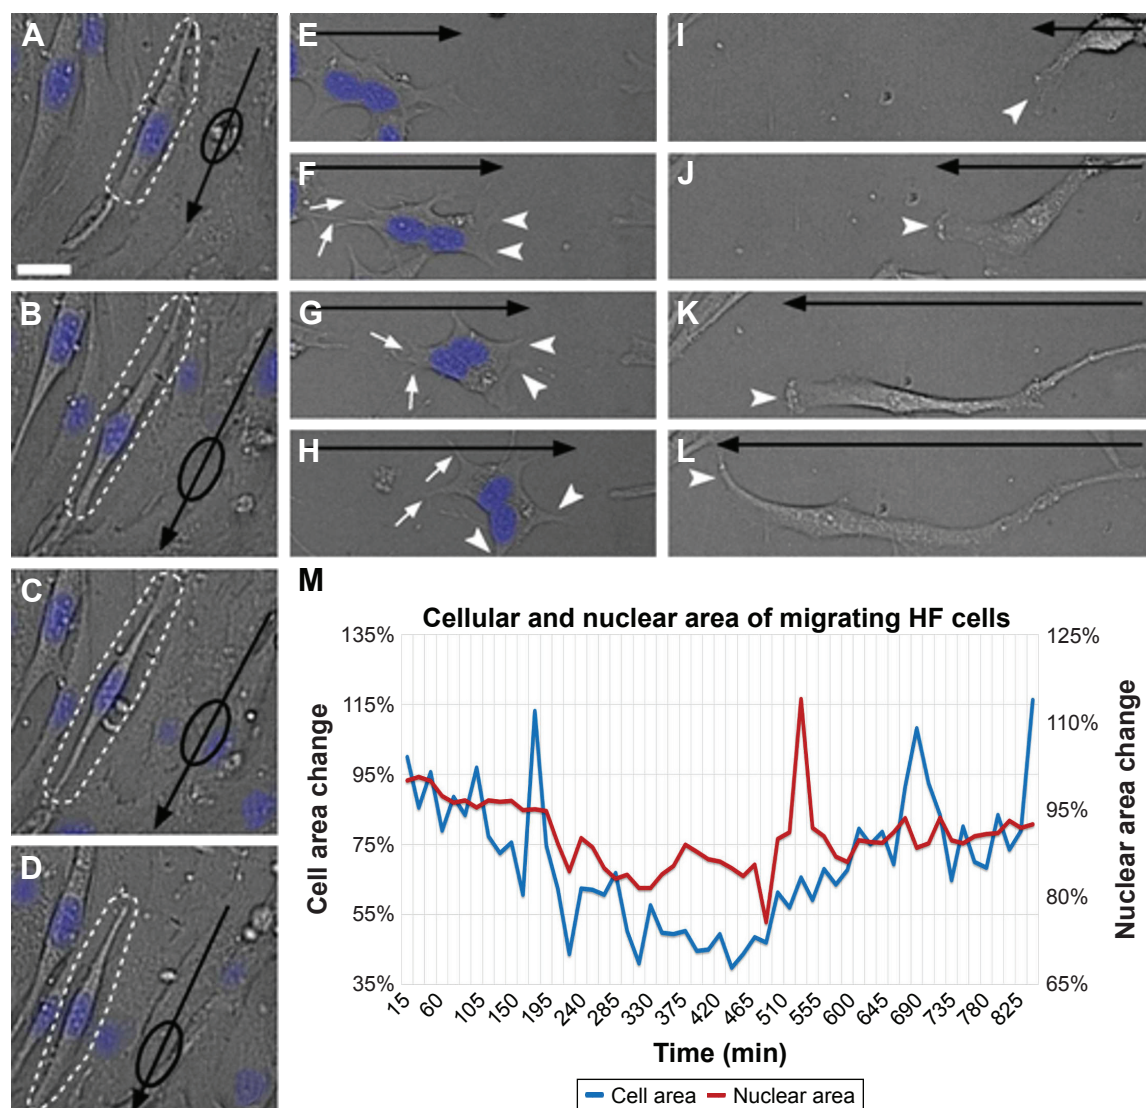 A
B
C
D
E
F
G
H
I
J
K
L
M
Cellular and nuclear area of migrating HF cells
Cell area change
135%
115%
95%
75%
55%
35%
125%
110%
95%
80%
65%
Nuclear area change
15 60 105 150 195 240 285 330 375 420 465 510 555 600 645 690 735 780 825
Time (min)
Cell area Nuclear area